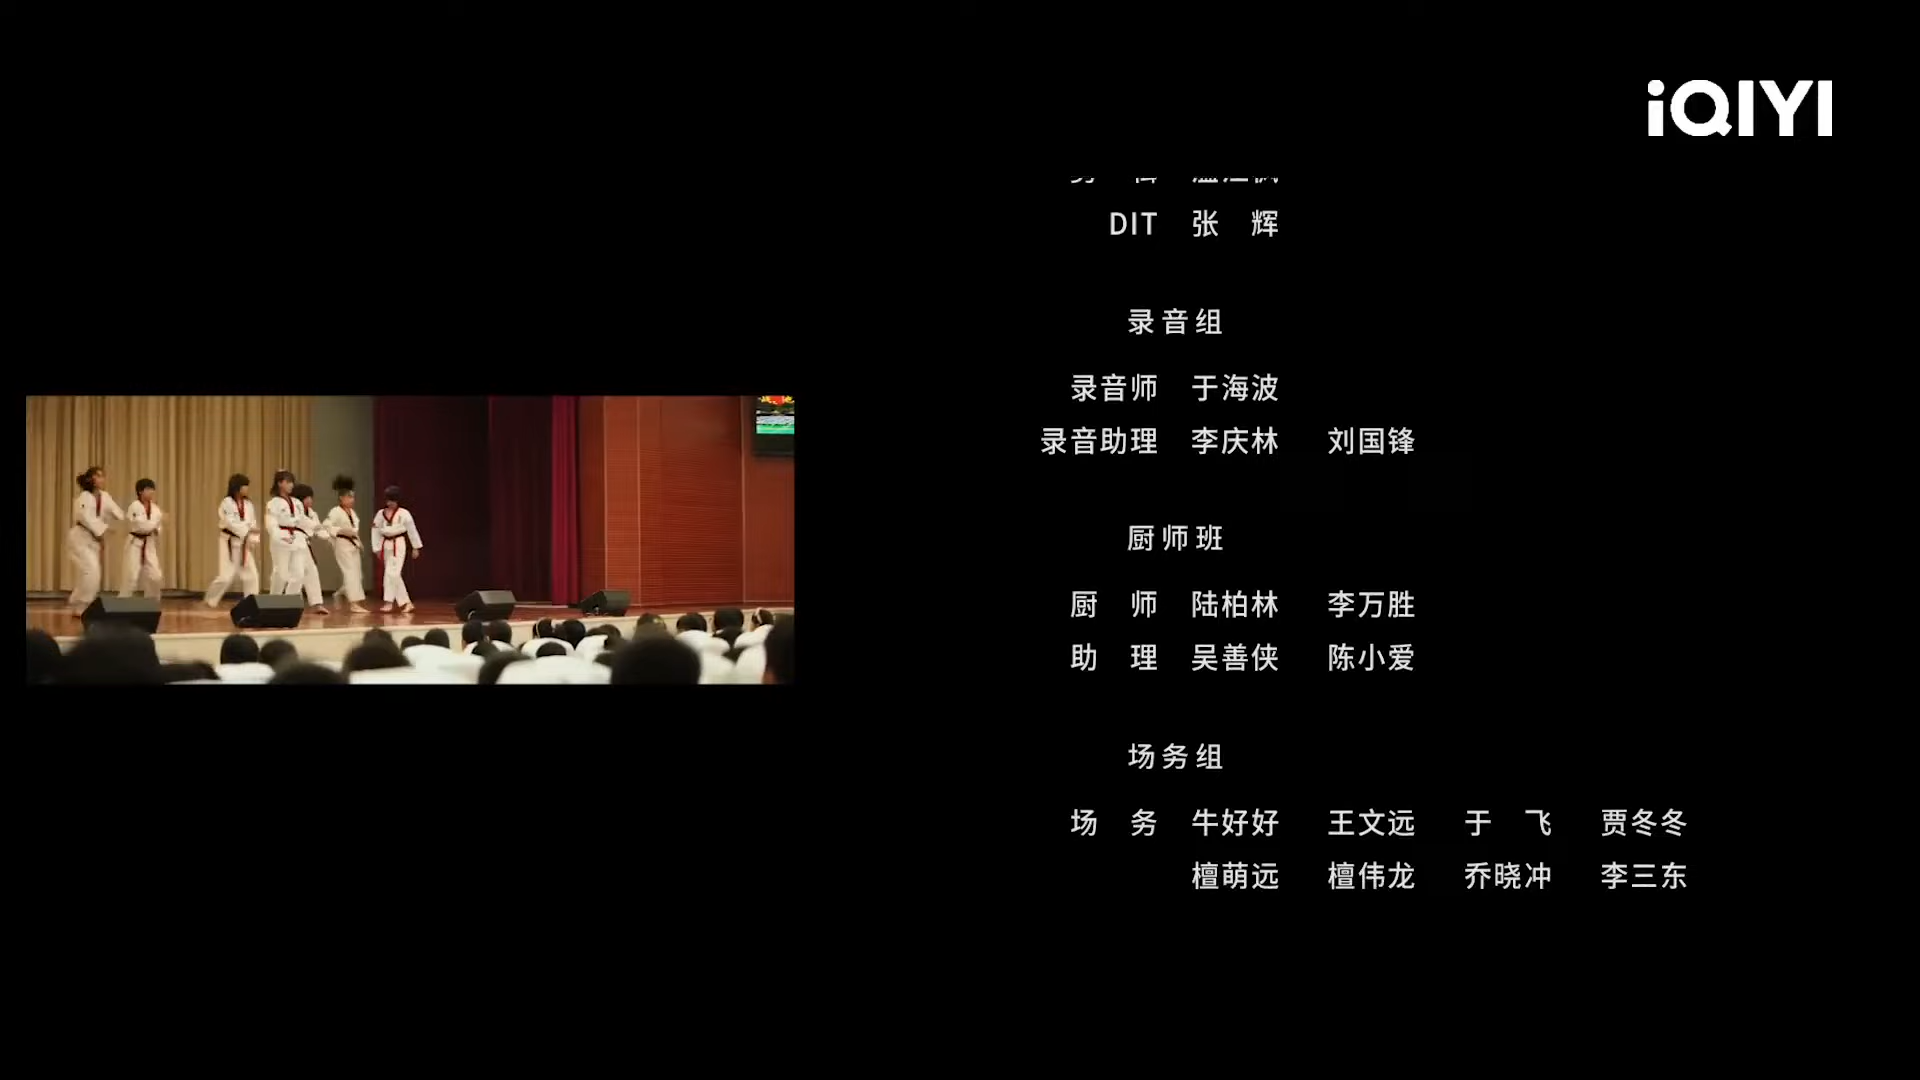 iQIYI
DIT 张 辉
录音组
录音师 于海波
录音助理 李庆林 刘国锋
厨师班
厨 师 陆柏林 李万胜
助 理 吴善侠 陈小爱
场务组
场 务 牛好好 王文远 于 飞 贾冬冬
檀萌远 檀伟龙 乔晓冲 李三东